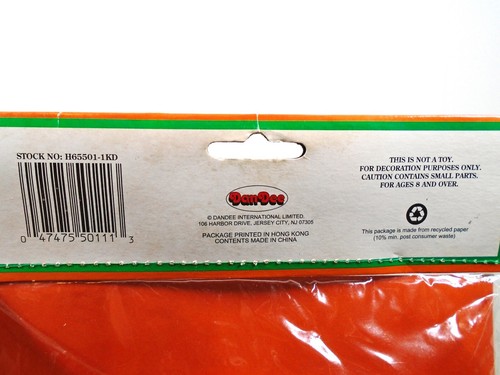 STOCK NO: H65501-1KD
0 47475 50111 3
DanDee
© DANDEE INTERNATIONAL LIMITED.
106 HARBOR DRIVE, JERSEY CITY, NJ 07305
PACKAGE PRINTED IN HONG KONG
CONTENTS MADE IN CHINA
THIS IS NOT A TOY.
FOR DECORATION PURPOSES ONLY.
CAUTION CONTAINS SMALL PARTS.
FOR AGES 8 AND OVER.
This package is made from recycled paper
(10% min. post consumer waste)